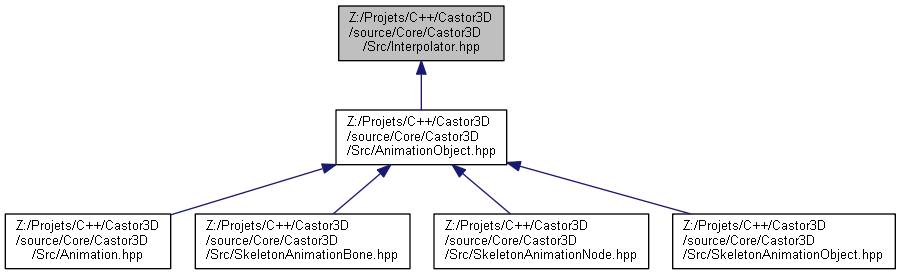 Z:/Projets/C++/Castor3D
/source/Core/Castor3D
/Src/Interpolator.hpp
Z:/Projets/C++/Castor3D
/source/Core/Castor3D
/Src/AnimationObject.hpp
Z:/Projets/C++/Castor3D
/source/Core/Castor3D
/Src/Animation.hpp
Z:/Projets/C++/Castor3D
/source/Core/Castor3D
/Src/SkeletonAnimationBone.hpp
Z:/Projets/C++/Castor3D
/source/Core/Castor3D
/Src/SkeletonAnimationNode.hpp
Z:/Projets/C++/Castor3D
/source/Core/Castor3D
/Src/SkeletonAnimationObject.hpp